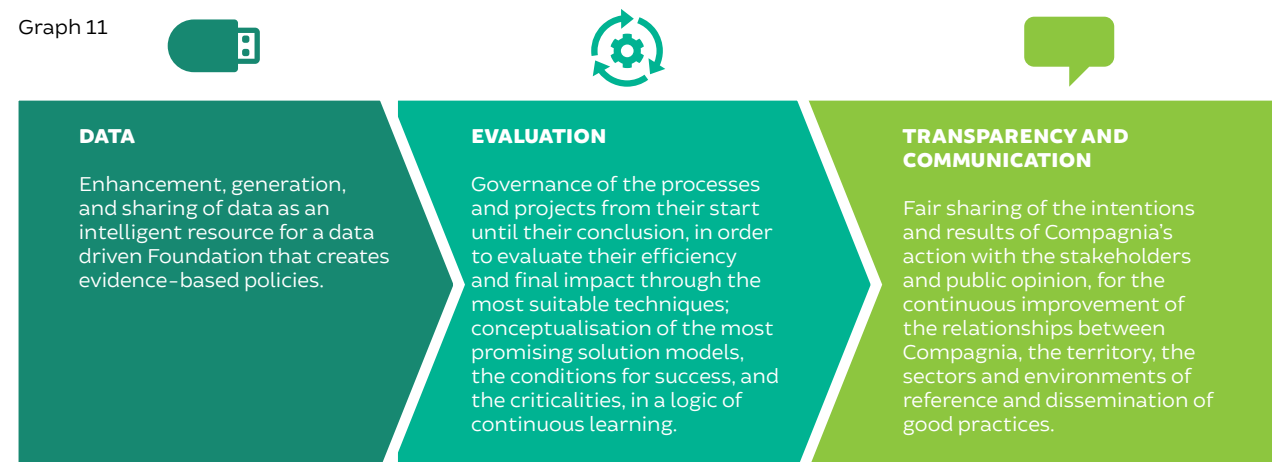 Graph 11
DATA
Enhancement, generation,
and sharing of data as an
intelligent resource for a data
driven Foundation that creates
evidence-based policies.
EVALUATION
Governance of the processes
and projects from their start
until their conclusion, in order
to evaluate their efficiency
and final impact through the
most suitable techniques;
conceptualisation of the most
promising solution models,
the conditions for success, and
the criticalities, in a logic of
continuous learning.
TRANSPARENCY AND
COMMUNICATION
Fair sharing of the intentions
and results of Compagnia’s
action with the stakeholders
and public opinion, for the
continuous improvement of
the relationships between
Compagnia, the territory, the
sectors and environments of
reference and dissemination of
good practices.